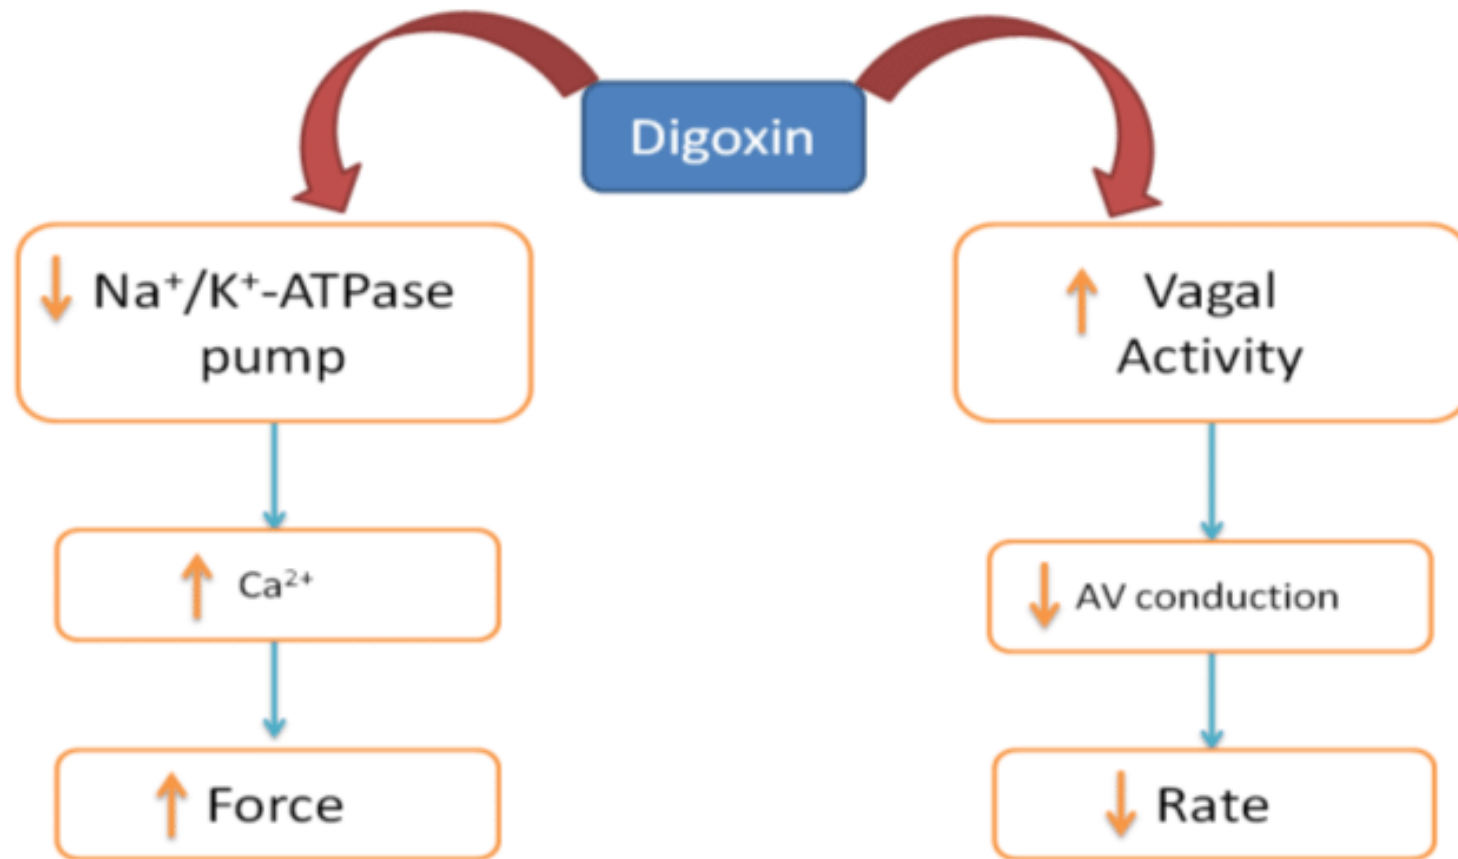 Digoxin
↓ Na⁺/K⁺-ATPase
pump
↑ Vagal
Activity
↑ Ca²⁺
↓ AV conduction
↑ Force
↓ Rate